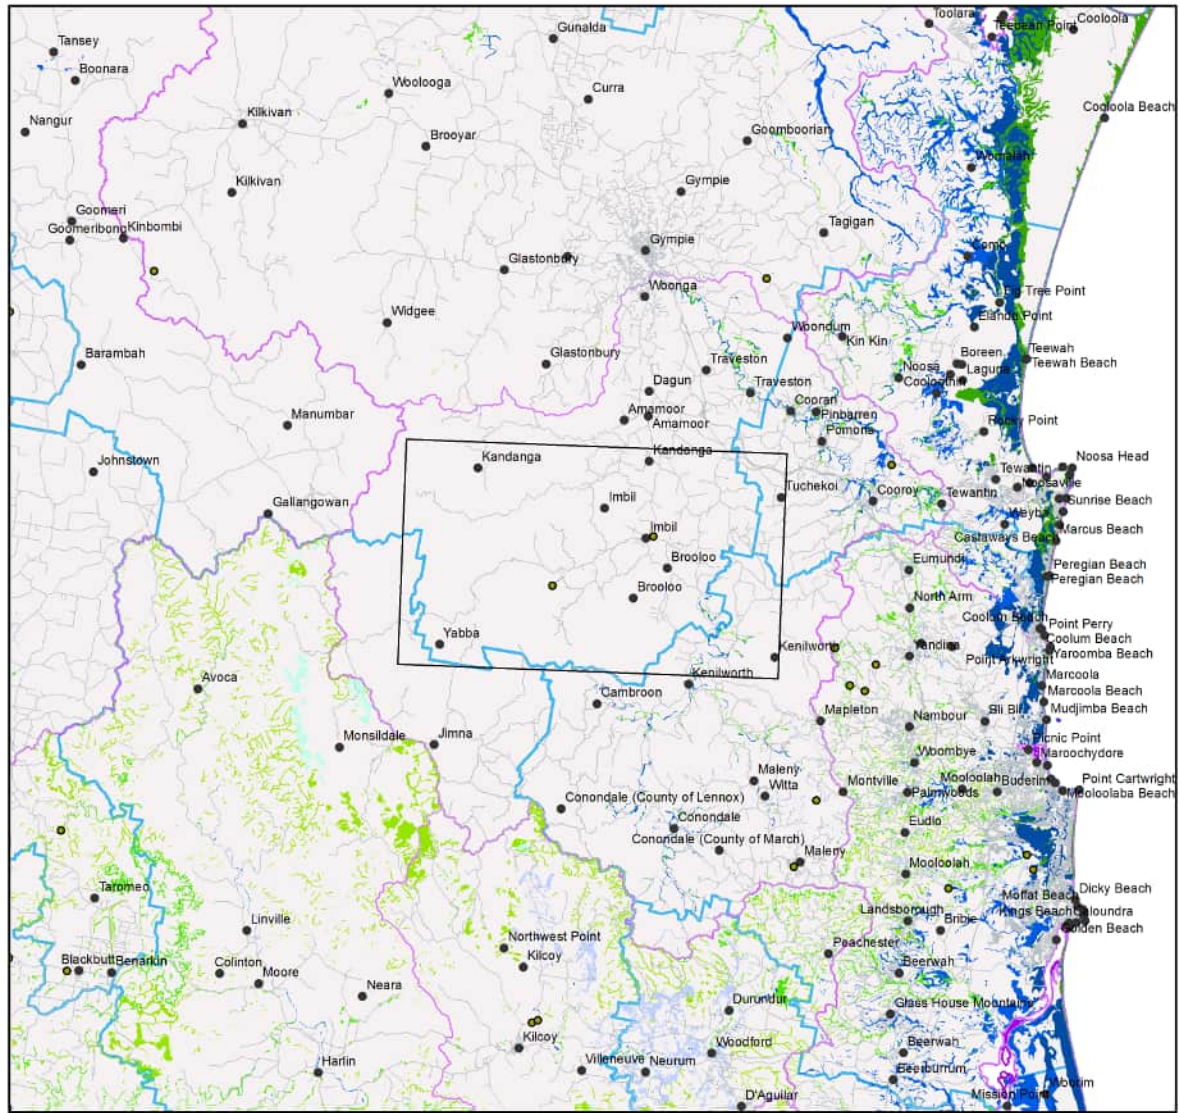 Toolara
Teebean Point
Cooloola
Gunalda
Tansey
Boonara
Woolooga
Curra
Cooloola Beach
Nangur
Kilkivan
Brooyar
Goomboorian
Womalah
Kilkivan
Gympie
Goomeri
Goomeribong
Kinbombi
Tagigan
Gympie
Como
Glastonbury
Woonga
Fig Tree Point
Widgee
Elanda Point
Woondum
Kin Kin
Barambah
Glastonbury
Traveston
Boreen
Teewah
Teewah Beach
Noosa
Laguna
Dagun
Traveston
Cooloothin
Manumbar
Amamoor
Amamoor
Cooran
Pinbarren
Rocky Point
Pomona
Johnstown
Kandanga
Kandanga
Noosa Head
Tewantin
Noosaville
Gallangowan
Imbil
Tuchekoi
Cooroy
Tewantin
Sunrise Beach
Weyba
Imbil
Marcus Beach
Castaways Beach
Brooloo
Eumundi
Peregian Beach
Peregian Beach
Brooloo
North Arm
Coolum Beach
Point Perry
Yabba
Kenilworth
Yandina
Coolum Beach
Yaroomba Beach
Point Arkwright
Avoca
Kenilworth
Marcoola
Cambroon
Marcoola Beach
Mapleton
Nambour
Bli Bli
Mudjimba Beach
Monsildale
Jimna
Picnic Point
Woombye
Maroochydore
Maleny
Witta
Montville
Mooloolah
Buderim
Point Cartwright
Conondale (County of Lennox)
Palmwoods
Mooloolaba Beach
Conondale
Eudlo
Conondale (County of March)
Maleny
Mooloolah
Taromeo
Moffat Beach
Dicky Beach
Linville
Landsborough
Bribie
Kings Beach
Caloundra
Golden Beach
Northwest Point
Peachester
Blackbutt
Benarkin
Colinton
Moore
Kilcoy
Beerwah
Neara
Durundur
Glass House Mountains
Kilcoy
Woodford
Beerwah
Harlin
Villeneuve
Neurum
Beerburrum
Woorim
D'Aguilar
Mission Point